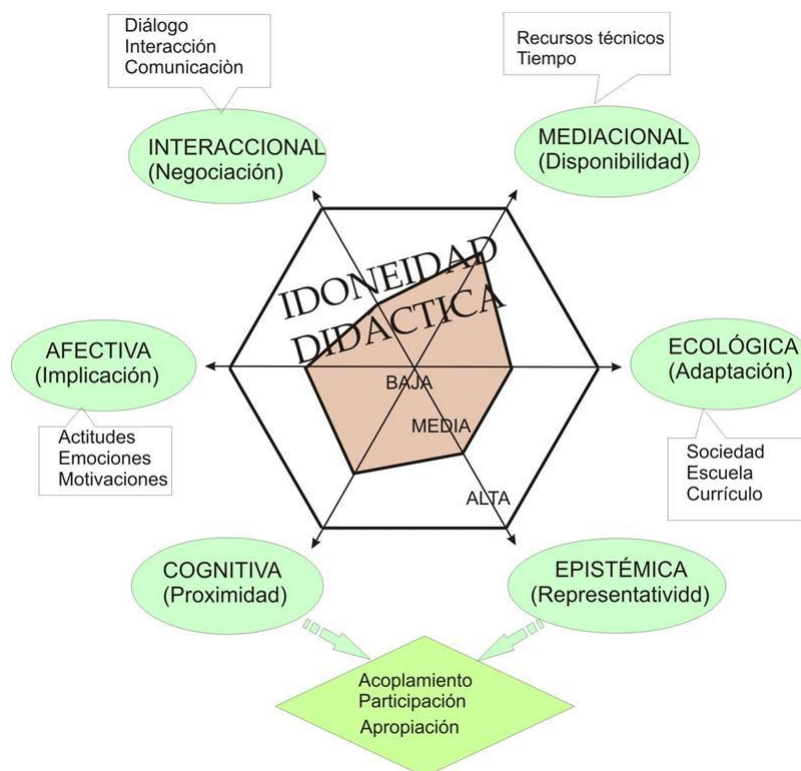 Diálogo
Interacción
Comunicaciòn
Recursos técnicos
Tiempo
INTERACCIONAL
(Negociación)
MEDIACIONAL
(Disponibilidad)
IDONEIDAD
DIDACTICA
AFECTIVA
(Implicación)
ECOLÓGICA
(Adaptación)
BAJA
MEDIA
ALTA
Actitudes
Emociones
Motivaciones
Sociedad
Escuela
Currículo
COGNITIVA
(Proximidad)
EPISTÉMICA
(Representatividd)
Acoplamiento
Participación
Apropiación